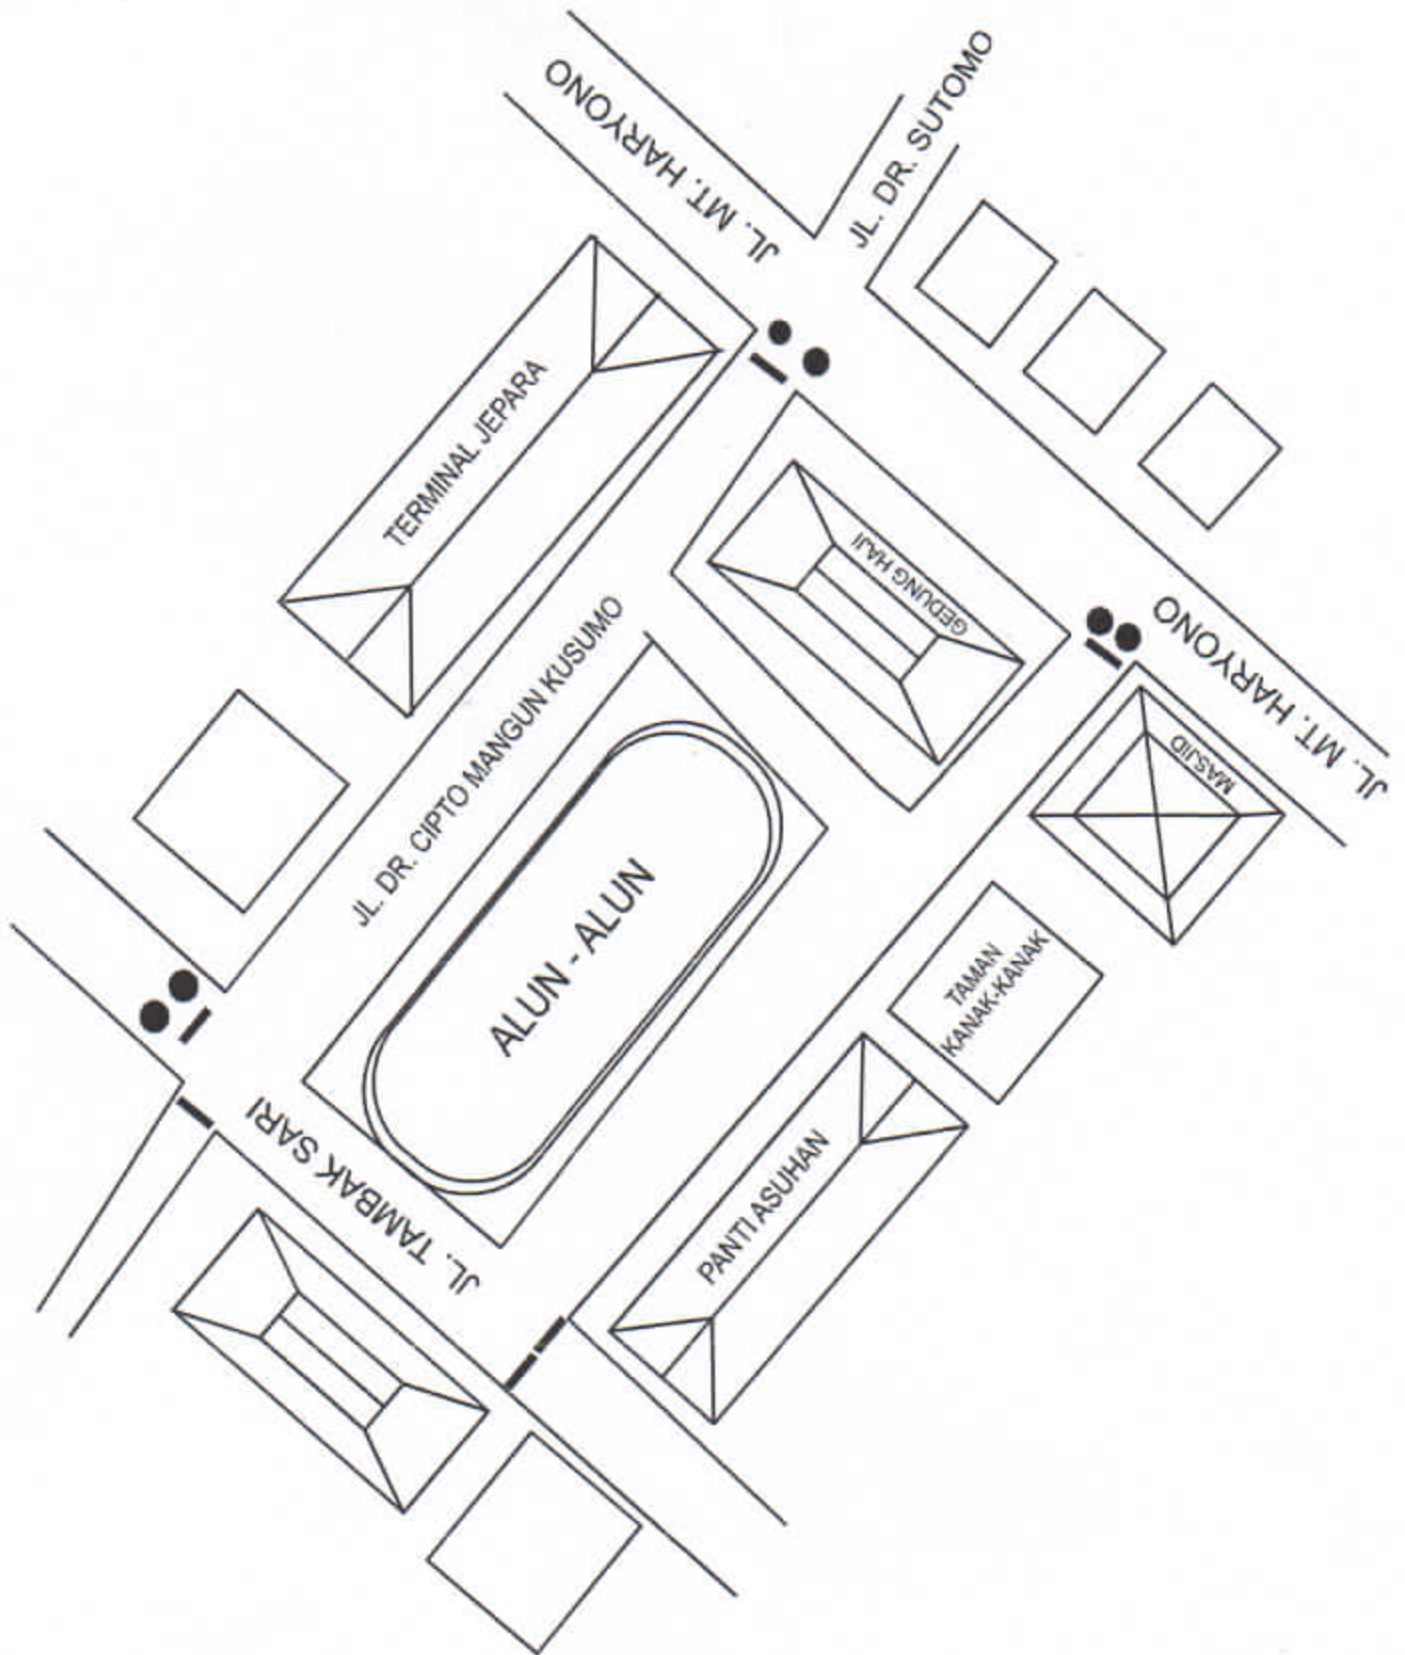 JL. MT. HARYONO
JL. DR. SUTOMO
TERMINAL JEPARA
GEDUNG HAJI
JL. MT. HARYONO
MASJID
JL. DR. CIPTO MANGUN KUSUMO
ALUN - ALUN
TAMAN
KANAK-KANAK
JL. TAMBAK SARI
PANTI ASUHAN